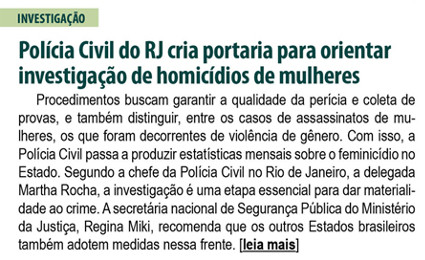 INVESTIGAÇÃO
Polícia Civil do RJ cria portaria para orientar
investigação de homicídios de mulheres
Procedimentos buscam garantir a qualidade da perícia e coleta de
provas, e também distinguir, entre os casos de assassinatos de mu-
lheres, os que foram decorrentes de violência de gênero. Com isso, a
Polícia Civil passa a produzir estatísticas mensais sobre o feminicídio no
Estado. Segundo a chefe da Polícia Civil no Rio de Janeiro, a delegada
Martha Rocha, a investigação é uma etapa essencial para dar materiali-
dade ao crime. A secretária nacional de Segurança Pública do Ministério
da Justiça, Regina Miki, recomenda que os outros Estados brasileiros
também adotem medidas nessa frente. [leia mais]